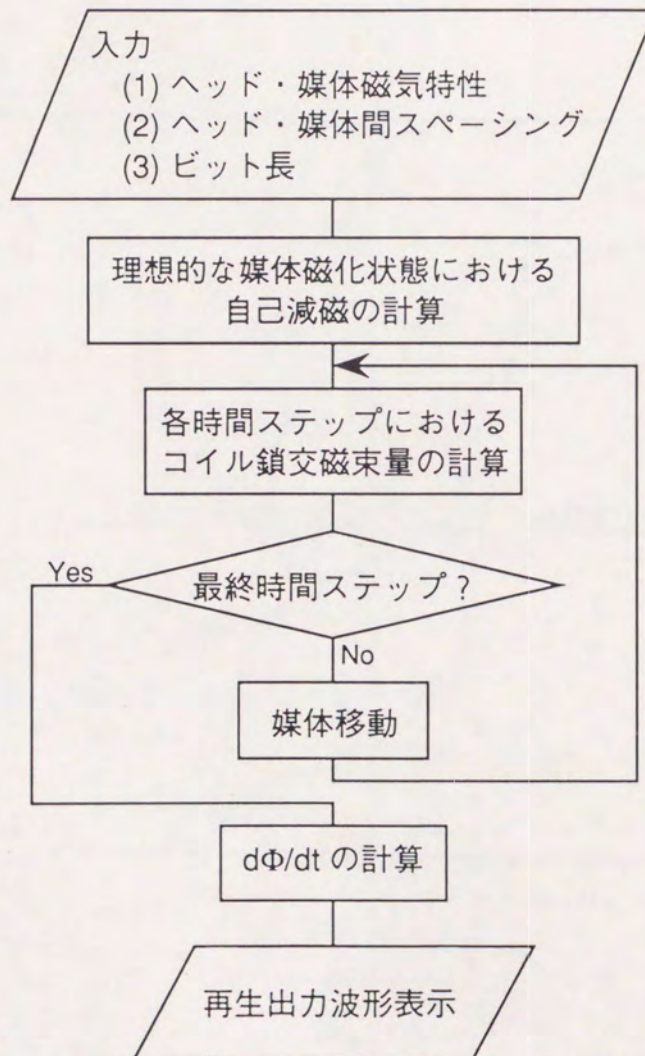 入力
(1) ヘッド・媒体磁気特性
(2) ヘッド・媒体間スペーシング
(3) ビット長
理想的な媒体磁化状態における
自己減磁の計算
各時間ステップにおける
コイル鎖交磁束量の計算
最終時間ステップ?
Yes
No
媒体移動
dΦ/dt の計算
再生出力波形表示